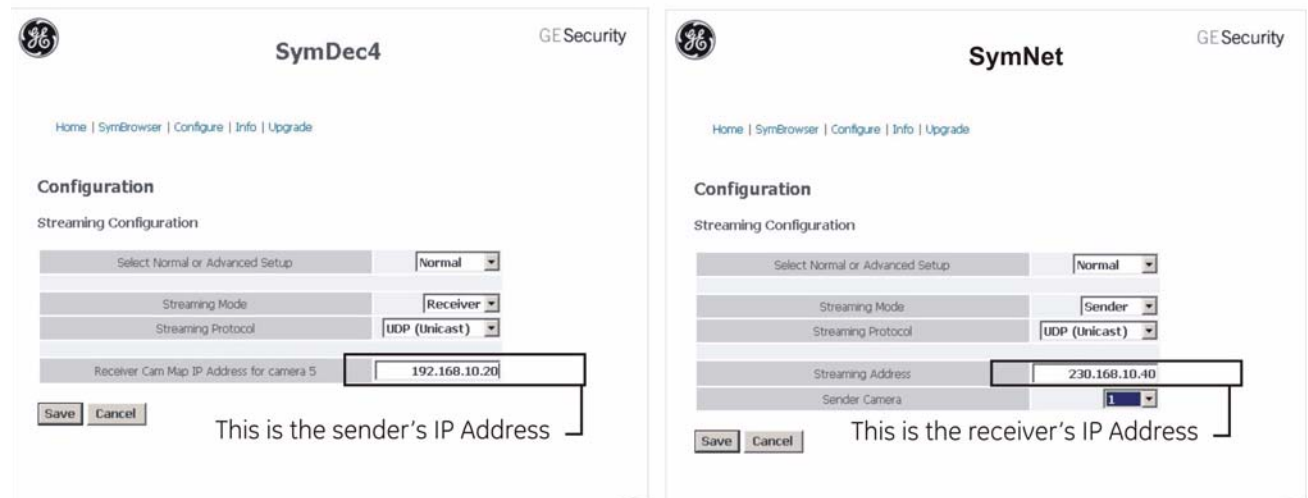 GE
SymDec4
GE Security
Home | SymBrowser | Configure | Info | Upgrade
Configuration
Streaming Configuration
Select Normal or Advanced Setup
Normal
Streaming Mode
Receiver
Streaming Protocol
UDP (Unicast)
Receiver Cam Map IP Address for camera 5
192.168.10.20
Save
Cancel
This is the sender's IP Address
GE
SymNet
GE Security
Home | SymBrowser | Configure | Info | Upgrade
Configuration
Streaming Configuration
Select Normal or Advanced Setup
Normal
Streaming Mode
Sender
Streaming Protocol
UDP (Unicast)
Streaming Address
230.168.10.40
Sender Camera
1
Save
Cancel
This is the receiver's IP Address